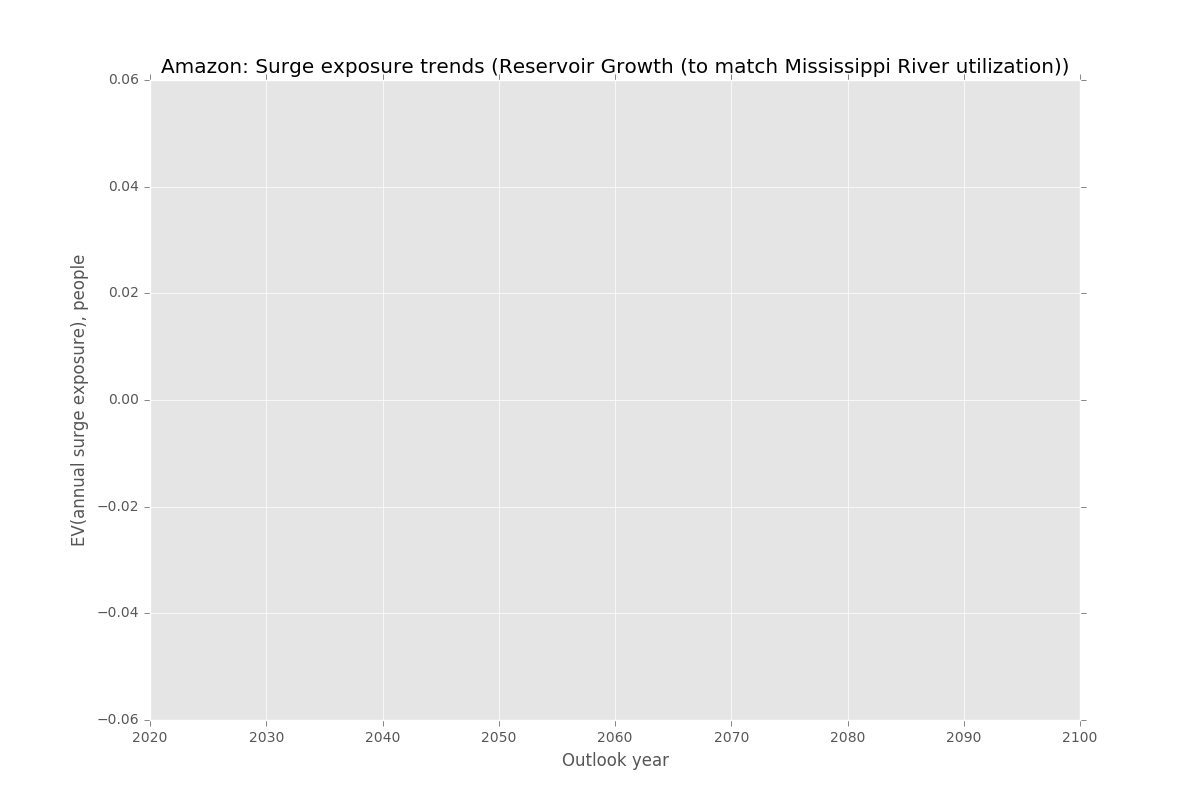 Amazon: Surge exposure trends (Reservoir Growth (to match Mississippi River utilization))
EV(annual surge exposure), people
0.06
0.04
0.02
0.00
−0.02
−0.04
−0.06
2020 2030 2040 2050 2060 2070 2080 2090 2100
Outlook year